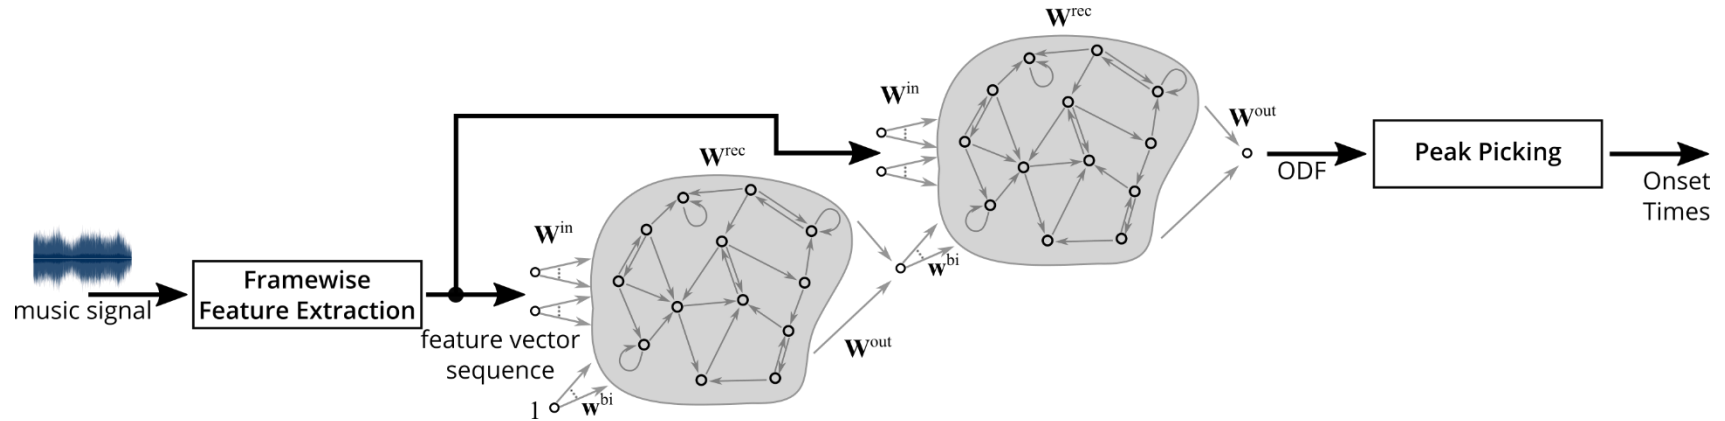 music signal
Framewise
Feature Extraction
feature vector
sequence
W^in
W^rec
1
w^bi
W^out
W^in
W^rec
w^bi
W^out
ODF
Peak Picking
Onset
Times